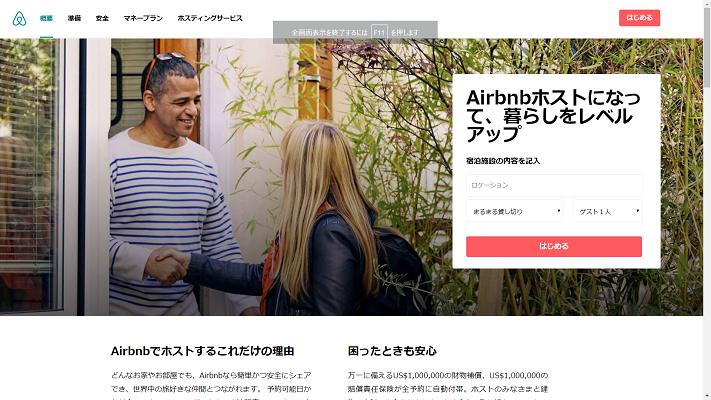 概要 準備 安全 マネープラン ホスティングサービス
はじめる
全画面表示を終了するには F11 を押します
Airbnbホストになっ
て、暮らしをレベル
アップ
宿泊施設の内容を記入
ロケーション
まるまる貸し切り ゲスト1人
はじめる
Airbnbでホストするこれだけの理由
どんなお家やお部屋でも、Airbnbなら簡単かつ安全にシェア
でき、世界中の旅好きな仲間とつながれます。 予約可能日か
困ったときも安心
万一に備えるUS$1,000,000の財物補償、US$1,000,000の
賠償責任保険が全予約に自動付帯。ホストのみなさまと建